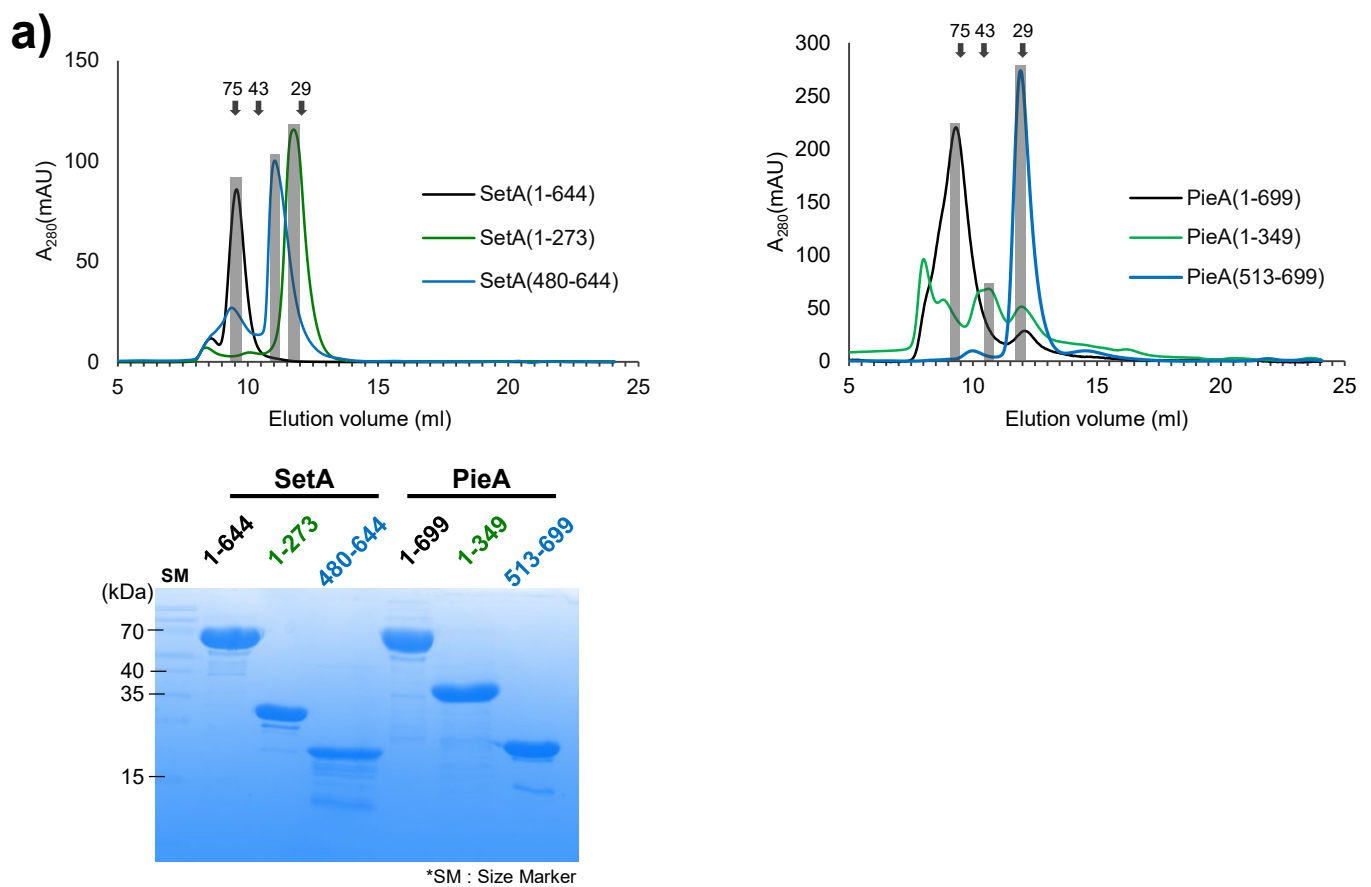 a)
75 43 29
150
100
50
0
A280(mAU)
5 10 15 20 25
Elution volume (ml)
SetA(1-644)
SetA(1-273)
SetA(480-644)
75 43 29
300
250
200
150
100
50
0
A280(mAU)
5 10 15 20 25
Elution volume (ml)
PieA(1-699)
PieA(1-349)
PieA(513-699)
SetA PieA
1-644 1-273 480-644 1-699 1-349 513-699
SM
(kDa)
70
40
35
15
*SM : Size Marker